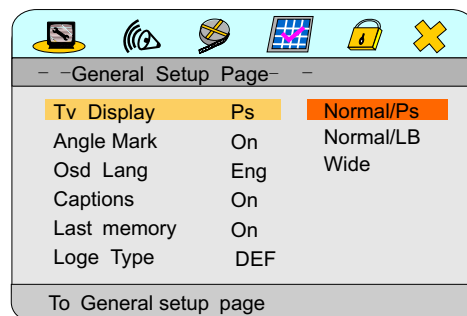 - -General Setup Page- -
Tv Display Ps Normal/Ps
Angle Mark On Normal/LB
Osd Lang Eng Wide
Captions On
Last memory On
Loge Type DEF
To General setup page